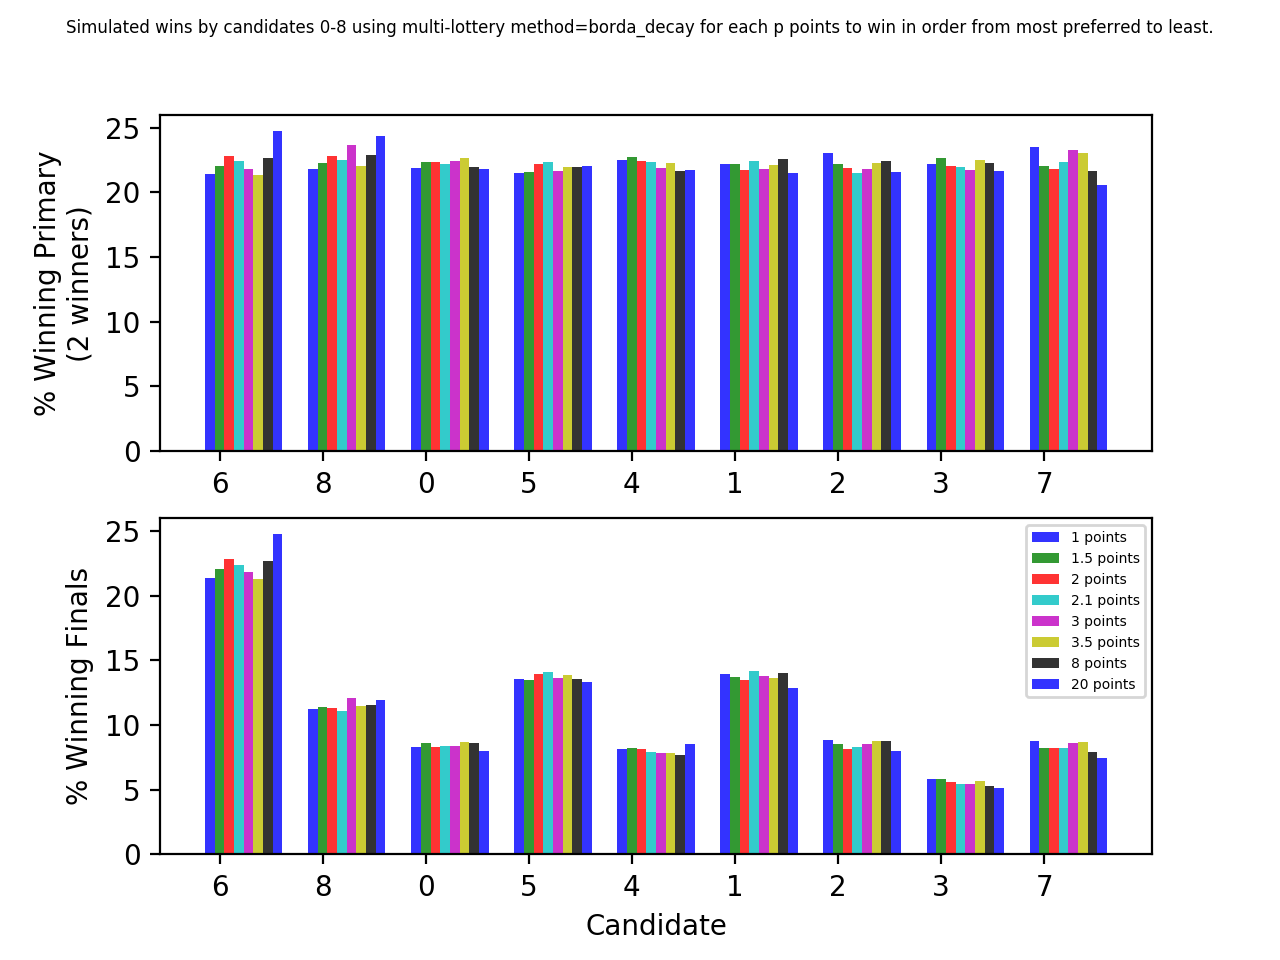 Simulated wins by candidates 0-8 using multi-lottery method=borda_decay for each p points to win in order from most preferred to least.
% Winning Primary
(2 winners)
25
20
15
10
5
0
6 8 0 5 4 1 2 3 7
% Winning Finals
25
20
15
10
5
0
1 points
1.5 points
2 points
2.1 points
3 points
3.5 points
8 points
20 points
6 8 0 5 4 1 2 3 7
Candidate